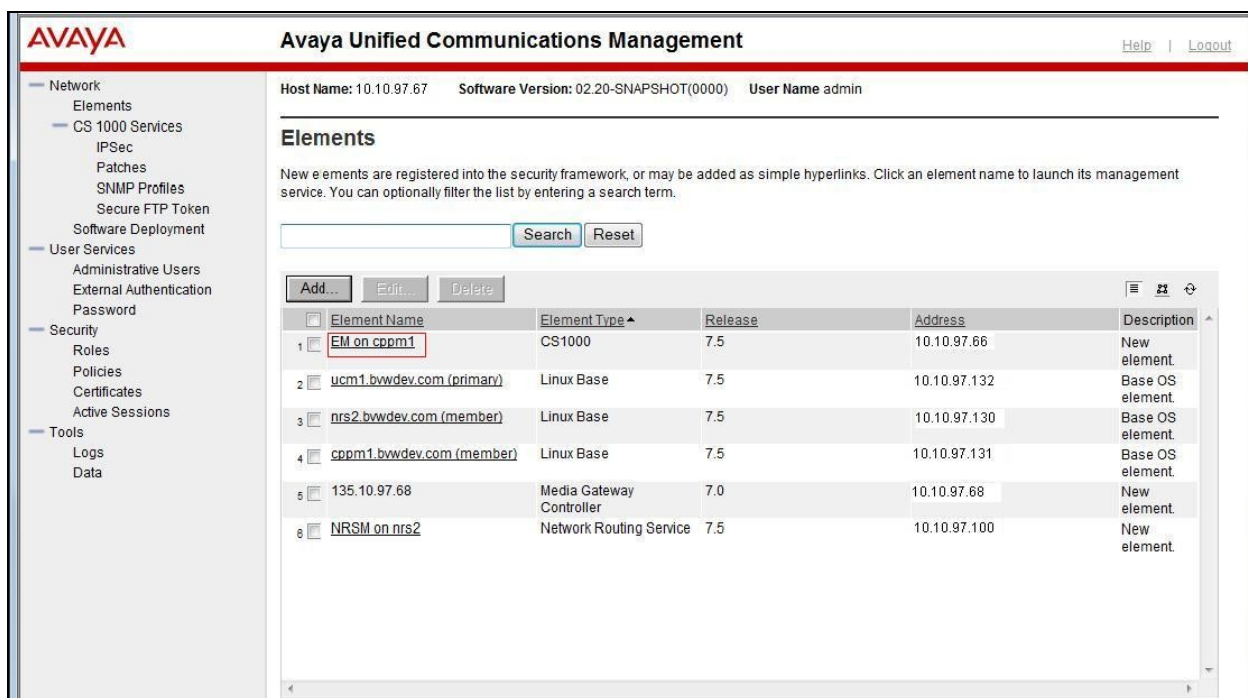 AVAYA
Avaya Unified Communications Management
Help | Logout
Network
Elements
CS 1000 Services
IPSec
Patches
SNMP Profiles
Secure FTP Token
Software Deployment
User Services
Administrative Users
External Authentication
Password
Security
Roles
Policies
Certificates
Active Sessions
Tools
Logs
Data
Host Name: 10.10.97.67 Software Version: 02.20-SNAPSHOT(0000) User Name admin
Elements
New elements are registered into the security framework, or may be added as simple hyperlinks. Click an element name to launch its management
service. You can optionally filter the list by entering a search term.
Search Reset
Add... Edit... Delete
Element Name Element Type Release Address Description
1 EM on cppm1 CS1000 7.5 10.10.97.66 New
element.
2 ucm1.bvwdev.com (primary) Linux Base 7.5 10.10.97.132 Base OS
element.
3 nrs2.bvwdev.com (member) Linux Base 7.5 10.10.97.130 Base OS
element.
4 cppm1.bvwdev.com (member) Linux Base 7.5 10.10.97.131 Base OS
element.
5 135.10.97.68 Media Gateway 7.0 10.10.97.68 New
Controller element.
6 NRSM on nrs2 Network Routing Service 7.5 10.10.97.100 New
element.